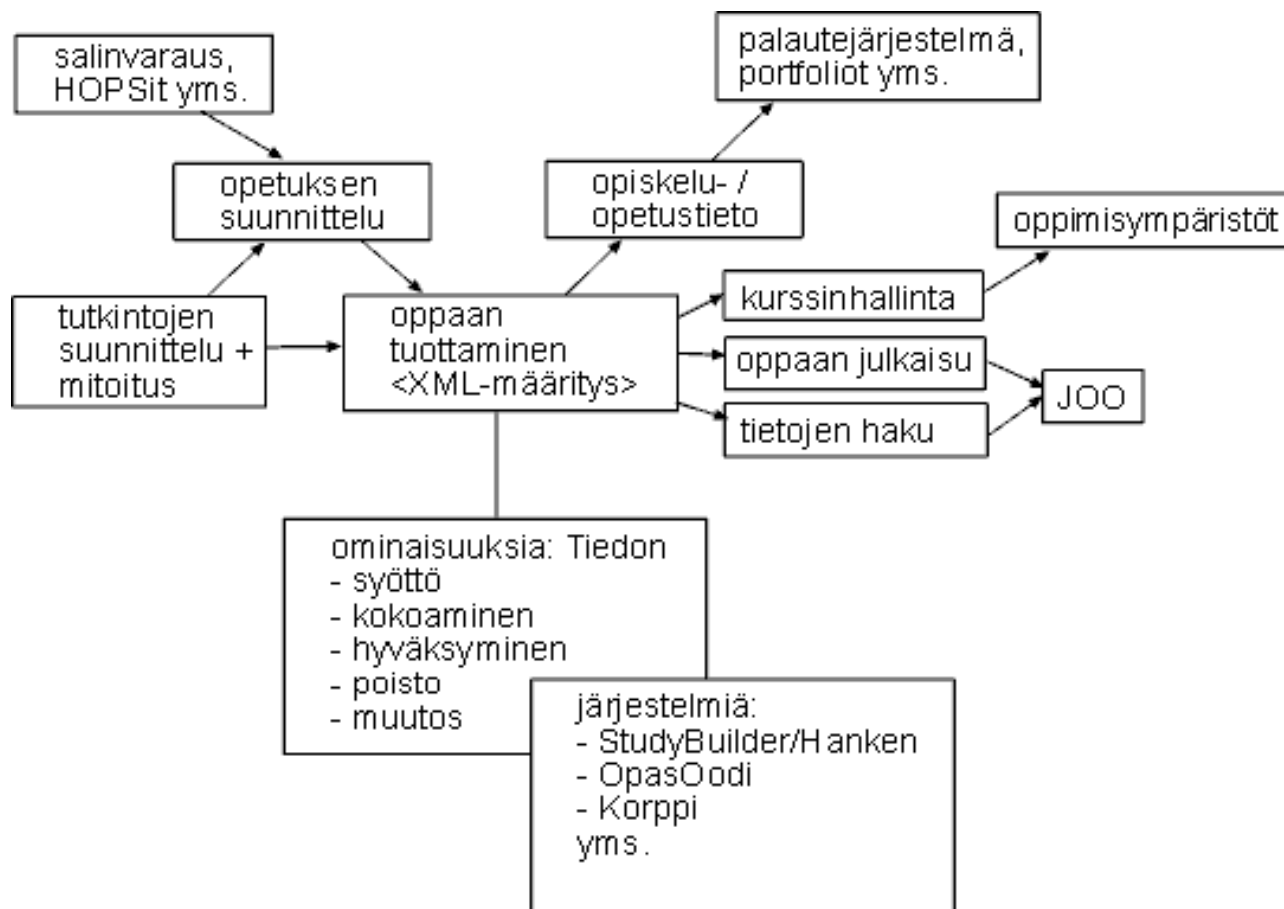 salinvaraus,
HOPSit yms.
palautejärjestelmä,
portfoliot yms.
opetuksen
suunnittelu
opiskelu- /
opetustieto
oppimisympäristöt
tutkintojen
suunnittelu +
mitoitus
oppaan
tuottaminen
<XML-määritys>
kurssinhallinta
oppaan julkaisu
tietojen haku
JOO
ominaisuuksia: Tiedon
- syöttö
- kokoaminen
- hyväksyminen
- poisto
- muutos
järjestelmiä:
- StudyBuilder/Hanken
- OpasOodi
- Korppi
yms.